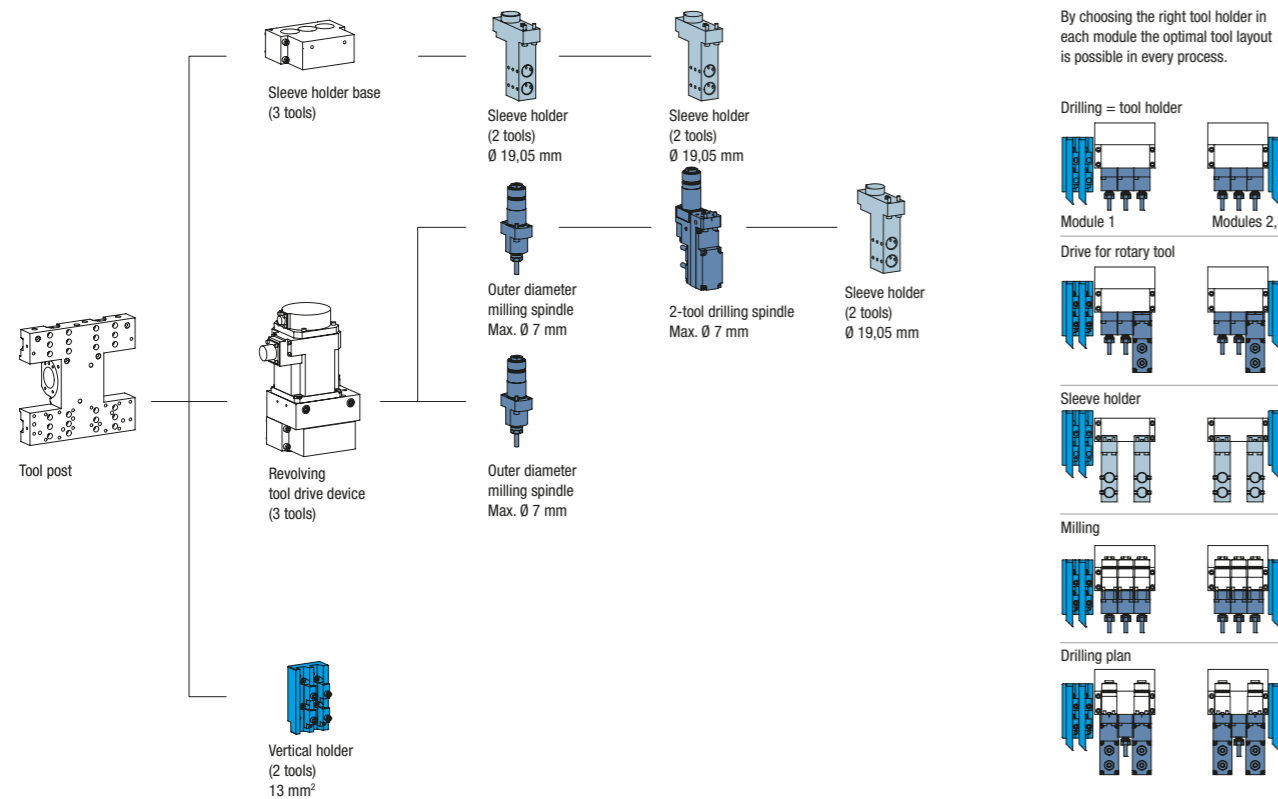 Sleeve holder base
(3 tools)
Sleeve holder
(2 tools)
Ø 19,05 mm
Sleeve holder
(2 tools)
Ø 19,05 mm
Outer diameter
milling spindle
Max. Ø 7 mm
2-tool drilling spindle
Max. Ø 7 mm
Sleeve holder
(2 tools)
Ø 19,05 mm
Tool post
Revolving
tool drive device
(3 tools)
Outer diameter
milling spindle
Max. Ø 7 mm
Vertical holder
(2 tools)
13 mm²
By choosing the right tool holder in
each module the optimal tool layout
is possible in every process.
Drilling = tool holder
Module 1
Modules 2,
Drive for rotary tool
Sleeve holder
Milling
Drilling plan